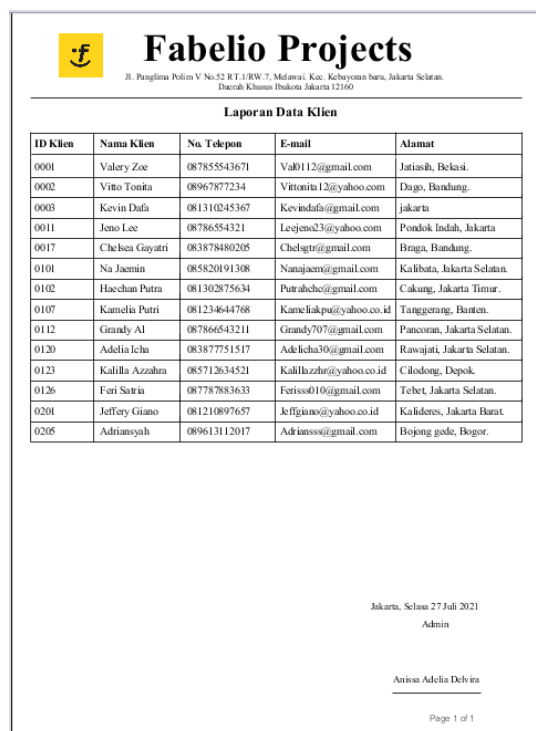 Fabelio Projects
Jl. Panglima Polim V No.52 RT.1/RW.7, Melawai. Kec. Kebayoran baru, Jakarta Selatan.
Daerah Khusus Ibukota Jakarta 12160
Laporan Data Klien
ID Klien Nama Klien No. Telepon E-mail Alamat
0001 Valery Zoe 087855543671 Val0112@gmail.com Jatiasih, Bekasi.
0002 Vitto Tonita 08967877234 Vittonita12@yahoo.com Dago, Bandung.
0003 Kevin Dafa 081310245367 Kevindafa@gmail.com jakarta
0011 Jeno Lee 08786554321 Leejeno23@yahoo.com Pondok Indah, Jakarta
0017 Chelsea Gayatri 083878480205 Chelsgtr@gmail.com Braga, Bandung.
0101 Na Jaemin 085820191308 Nanajaem@gmail.com Kalibata, Jakarta Selatan.
0102 Haechan Putra 081302875634 Putrahchc@gmail.com Cakung, Jakarta Timur.
0107 Kamelia Putri 081234644768 Kameliakpu@yahoo.co.id Tanggerang, Banten.
0112 Grandy Al 087866543211 Grandy707@gmail.com Pancoran, Jakarta Selatan.
0120 Adelia Icha 083877751517 Adelicha30@gmail.com Rawajati, Jakarta Selatan.
0123 Kalilla Azzahra 085712634521 Kalillazzhr@yahoo.co.id Cilodong, Depok.
0126 Feri Satria 087787883633 Ferisss010@gmail.com Tebet, Jakarta Selatan.
0201 Jeffery Giano 081210897657 Jeffgiano@yahoo.co.id Kalideres, Jakarta Barat.
0205 Adriansyah 089613112017 Adriansss@gmail.com Bojong gede, Bogor.
Jakarta, Selasa 27 Juli 2021
Admin
Anissa Adelia Delvira
Page 1 of 1